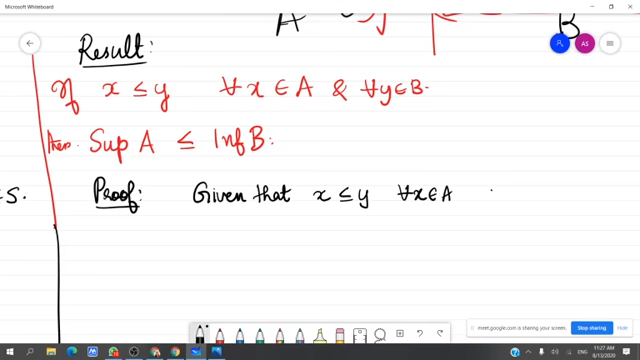 Microsoft Whiteboard
A B
AS
Result:
If x ≤ y ∀x ∈ A & ∀y ∈ B.
then Sup A ≤ Inf B:
S. Proof: Given that x ≤ y ∀x ∈ A
meet.google.com is sharing your screen. Stop sharing Hide
ENG
11:27 AM
8/13/2020